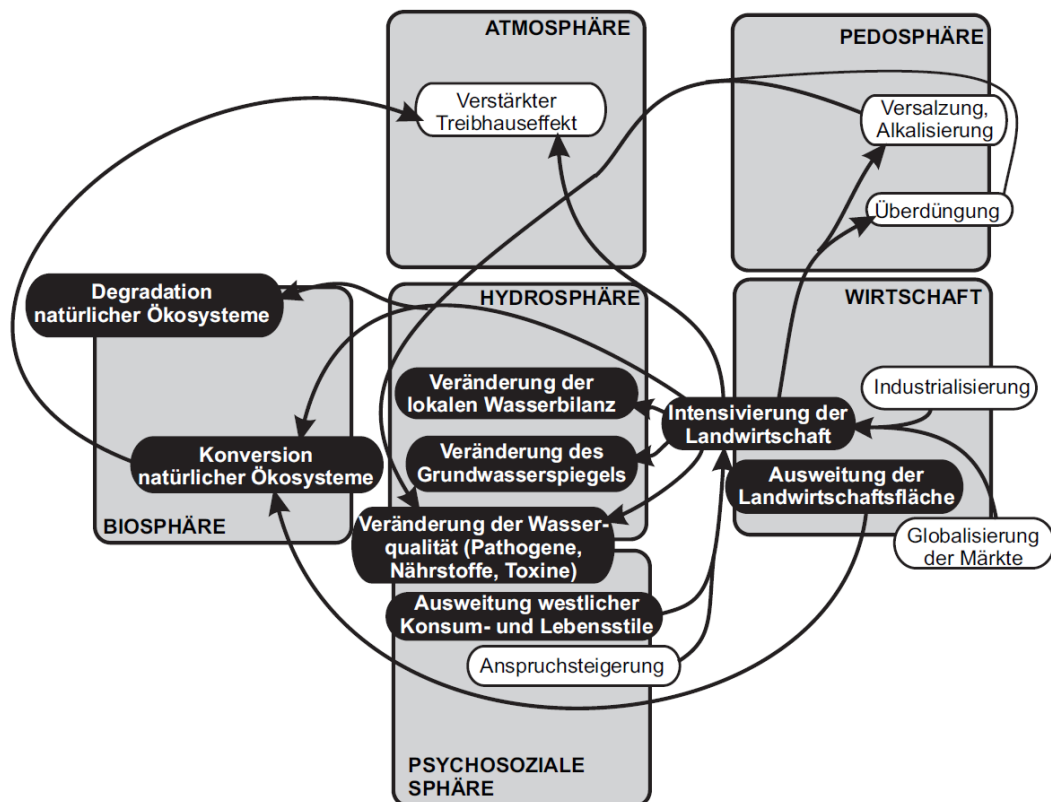 ATMOSPHÄRE
Verstärkter
Treibhauseffekt
PEDOSPHÄRE
Versalzung,
Alkalisierung
Überdüngung
Degradation
natürlicher Ökosysteme
Konversion
natürlicher Ökosysteme
BIOSPHÄRE
HYDROSPHÄRE
Veränderung der
lokalen Wasserbilanz
Veränderung des
Grundwasserspiegels
Veränderung der Wasser-
qualität (Pathogene,
Nährstoffe, Toxine)
WIRTSCHAFT
Industrialisierung
Intensivierung der
Landwirtschaft
Ausweitung der
Landwirtschaftsfläche
Globalisierung
der Märkte
Ausweitung westlicher
Konsum- und Lebensstile
Anspruchsteigerung
PSYCHOSOZIALE
SPHÄRE